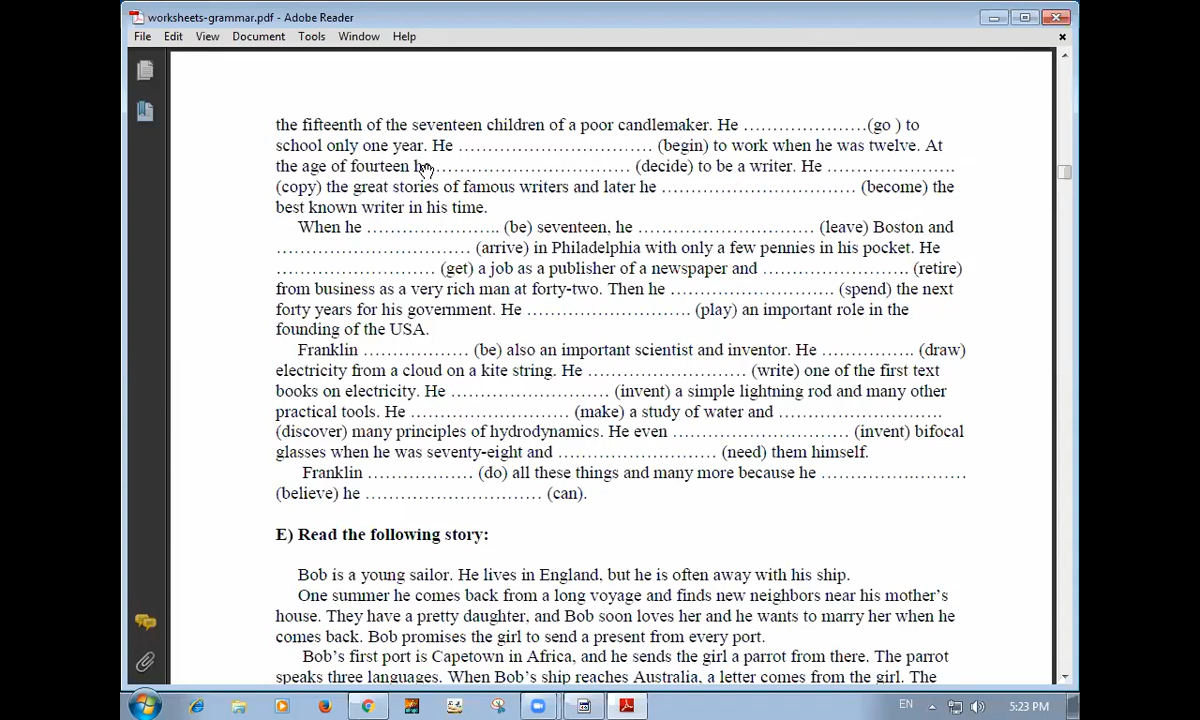 worksheets-grammar.pdf - Adobe Reader
File Edit View Document Tools Window Help
the fifteenth of the seventeen children of a poor candlemaker. He ………………….(go ) to
school only one year. He …………………………… (begin) to work when he was twelve. At
the age of fourteen he…………………………… (decide) to be a writer. He ………………….
(copy) the great stories of famous writers and later he …………………………… (become) the
best known writer in his time.
When he ………………….. (be) seventeen, he ………………………… (leave) Boston and
…………………………… (arrive) in Philadelphia with only a few pennies in his pocket. He
………………………. (get) a job as a publisher of a newspaper and ……………………. (retire)
from business as a very rich man at forty-two. Then he ………………………. (spend) the next
forty years for his government. He ………………………. (play) an important role in the
founding of the USA.
Franklin ……………… (be) also an important scientist and inventor. He ……………. (draw)
electricity from a cloud on a kite string. He ………………………. (write) one of the first text
books on electricity. He ………………………. (invent) a simple lightning rod and many other
practical tools. He ………………………. (make) a study of water and ……………………….
(discover) many principles of hydrodynamics. He even ………………………… (invent) bifocal
glasses when he was seventy-eight and ………………………. (need) them himself.
Franklin ……………… (do) all these things and many more because he …………….………
(believe) he ………………………… (can).
E) Read the following story:
Bob is a young sailor. He lives in England, but he is often away with his ship.
One summer he comes back from a long voyage and finds new neighbors near his mother's
house. They have a pretty daughter, and Bob soon loves her and he wants to marry her when he
comes back. Bob promises the girl to send a present from every port.
Bob's first port is Capetown in Africa, and he sends the girl a parrot from there. The parrot
speaks three languages. When Bob's ship reaches Australia, a letter comes from the girl. The
EN 5:23 PM